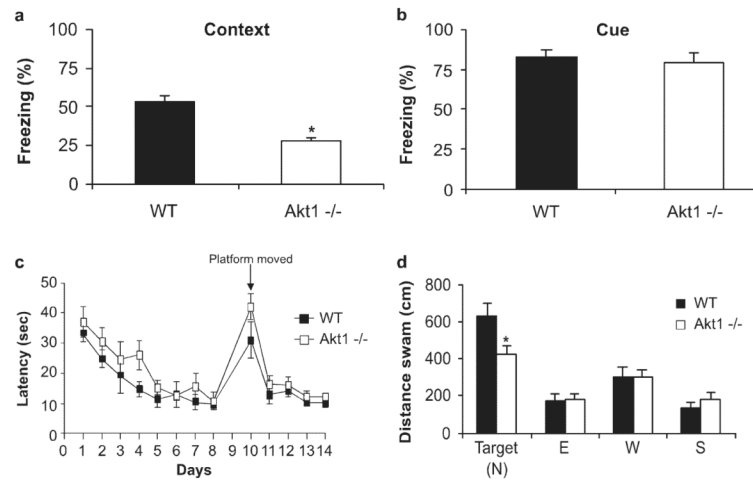 a
Context
Freezing (%)
100
75
50
25
0
WT
Akt1 -/-
*
b
Cue
Freezing (%)
100
75
50
25
0
WT
Akt1 -/-
c
Platform moved
Latency (sec)
50
40
30
20
10
0
0 1 2 3 4 5 6 7 8 9 10 11 12 13 14
Days
WT
Akt1 -/-
d
Distance swam (cm)
800
600
400
200
0
*
WT
Akt1 -/-
Target E W S
(N)